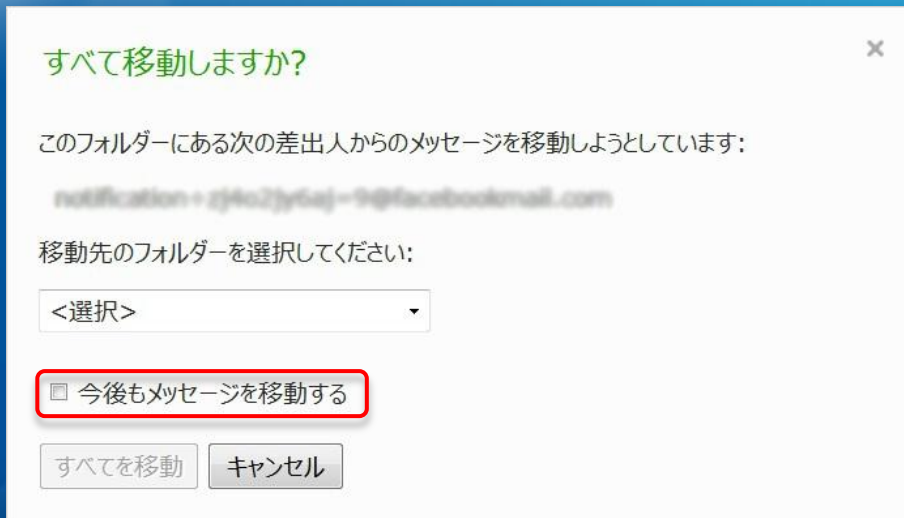 すべて移動しますか?
このフォルダーにある次の差出人からのメッセージを移動しようとしています:
移動先のフォルダーを選択してください:
<選択>
今後もメッセージを移動する
すべてを移動 キャンセル